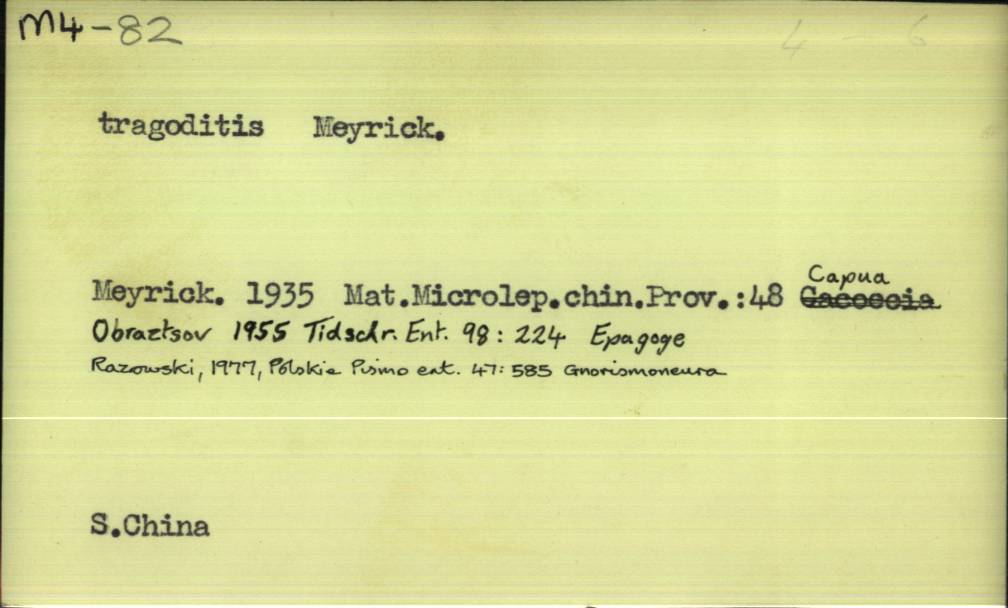 M4-82
4 - 6
tragoditis Meyrick.
Capua
Meyrick. 1935 Mat.Microlep.chin.Prov.:48 Cacoecia
Obraztsov 1955 Tidschr. Ent. 98: 224 Epagoge
Razowski, 1977, Polskie Pismo ent. 47: 585 Gnorismoneura
S.China